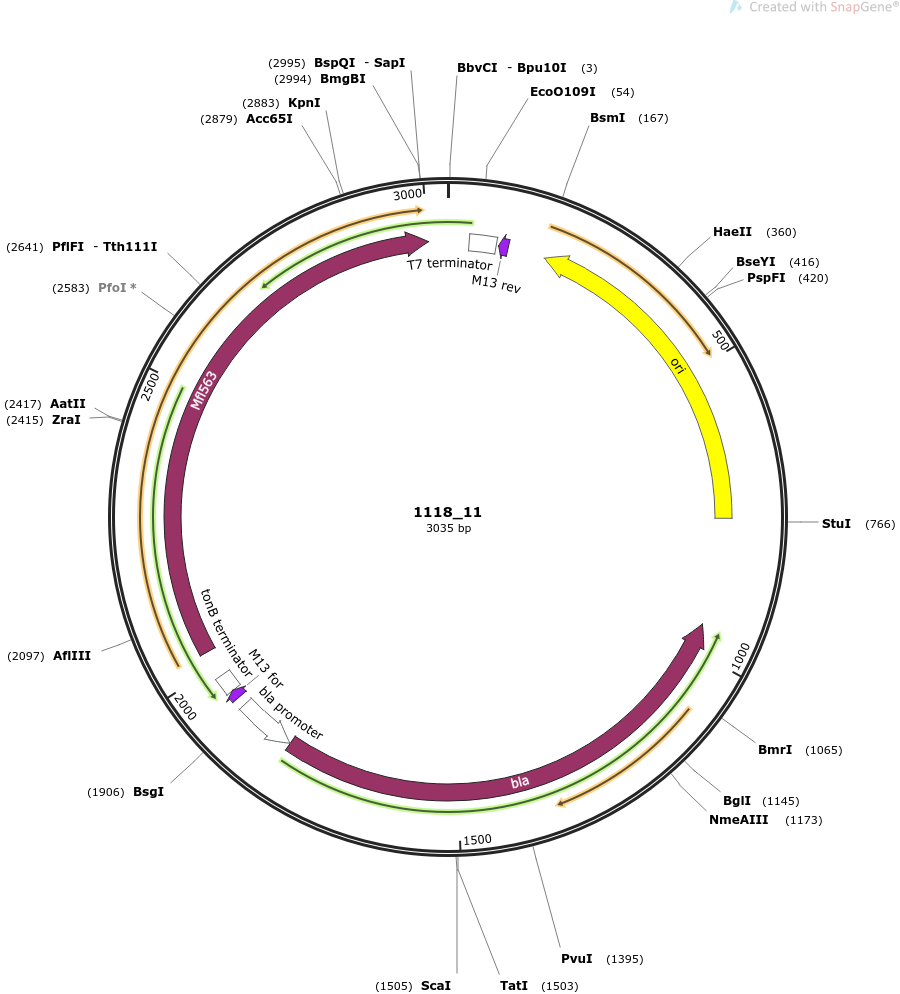 Created with SnapGene®
(2995) BspQI - SapI
(2994) BmgBI
(2883) KpnI
(2879) Acc65I
BbvCI - Bpu10I (3)
EcoO109I (54)
BsmI (167)
3000
(2641) PflFI - Tth111I
(2583) PfoI *
HaeII (360)
BseYI (416)
PspFI (420)
T7 terminator
M13 rev
500
ori
Mfl563
2500
(2417) AatII
(2415) ZraI
1118_11
3035 bp
StuI (766)
(2097) AflIII
tonB terminator
M13 for
bla promoter
2000
1000
BmrI (1065)
(1906) BsgI
bla
BglI (1145)
NmeAIII (1173)
1500
PvuI (1395)
(1505) ScaI
TatI (1503)